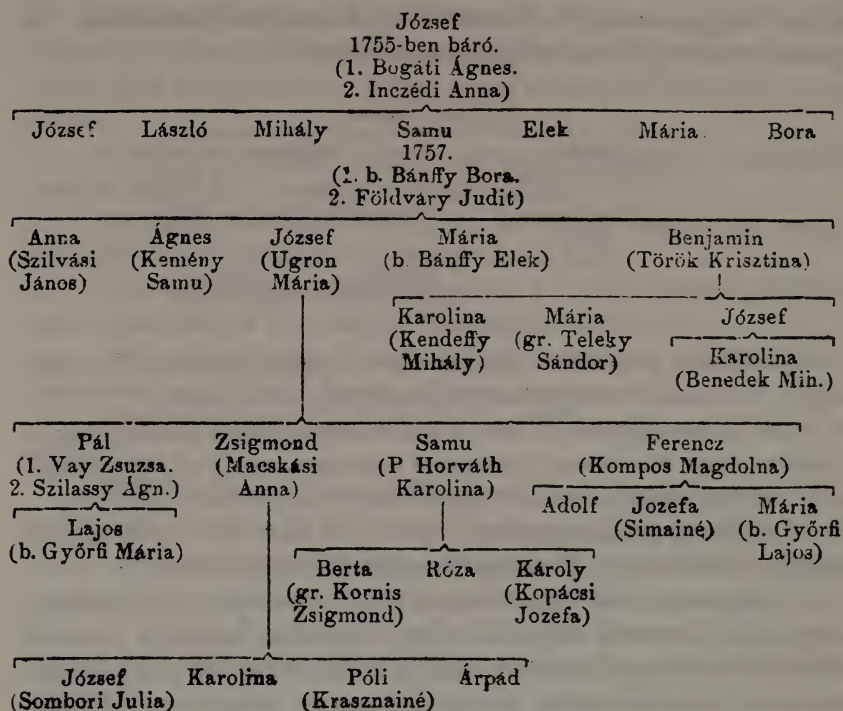 József
1755-ben báró.
(1. Bogáti Ágnes.
2. Inczédi Anna)
József László Mihály Samu Elek Mária Bora
1757.
(1. b. Bánffy Bora.
2. Földváry Judit)
Anna Ágnes József Mária Benjamin
(Szilvási (Kemény (Ugron (b. Bánffy Elek) (Török Krisztina)
János) Samu) Mária)
Karolina Mária József
(Kendeffy (gr. Teleky
Mihály) Sándor) Karolina
(Benedek Mih.)
Pál Zsigmond Samu Ferencz
(1. Vay Zsuzsa. (Macskási (P Horváth (Kompos Magdolna)
2. Szilassy Ágn.) Anna) Karolina)
Adolf Jozefa Mária
Lajos (Simainé) (b. Győrfi
(b. Győrfi Mária) Lajos)
Berta Róza Károly
(gr. Kornis (Kopácsi
Zsigmond) Jozefa)
József Karolina Póli Árpád
(Sombori Julia) (Krasznainé)